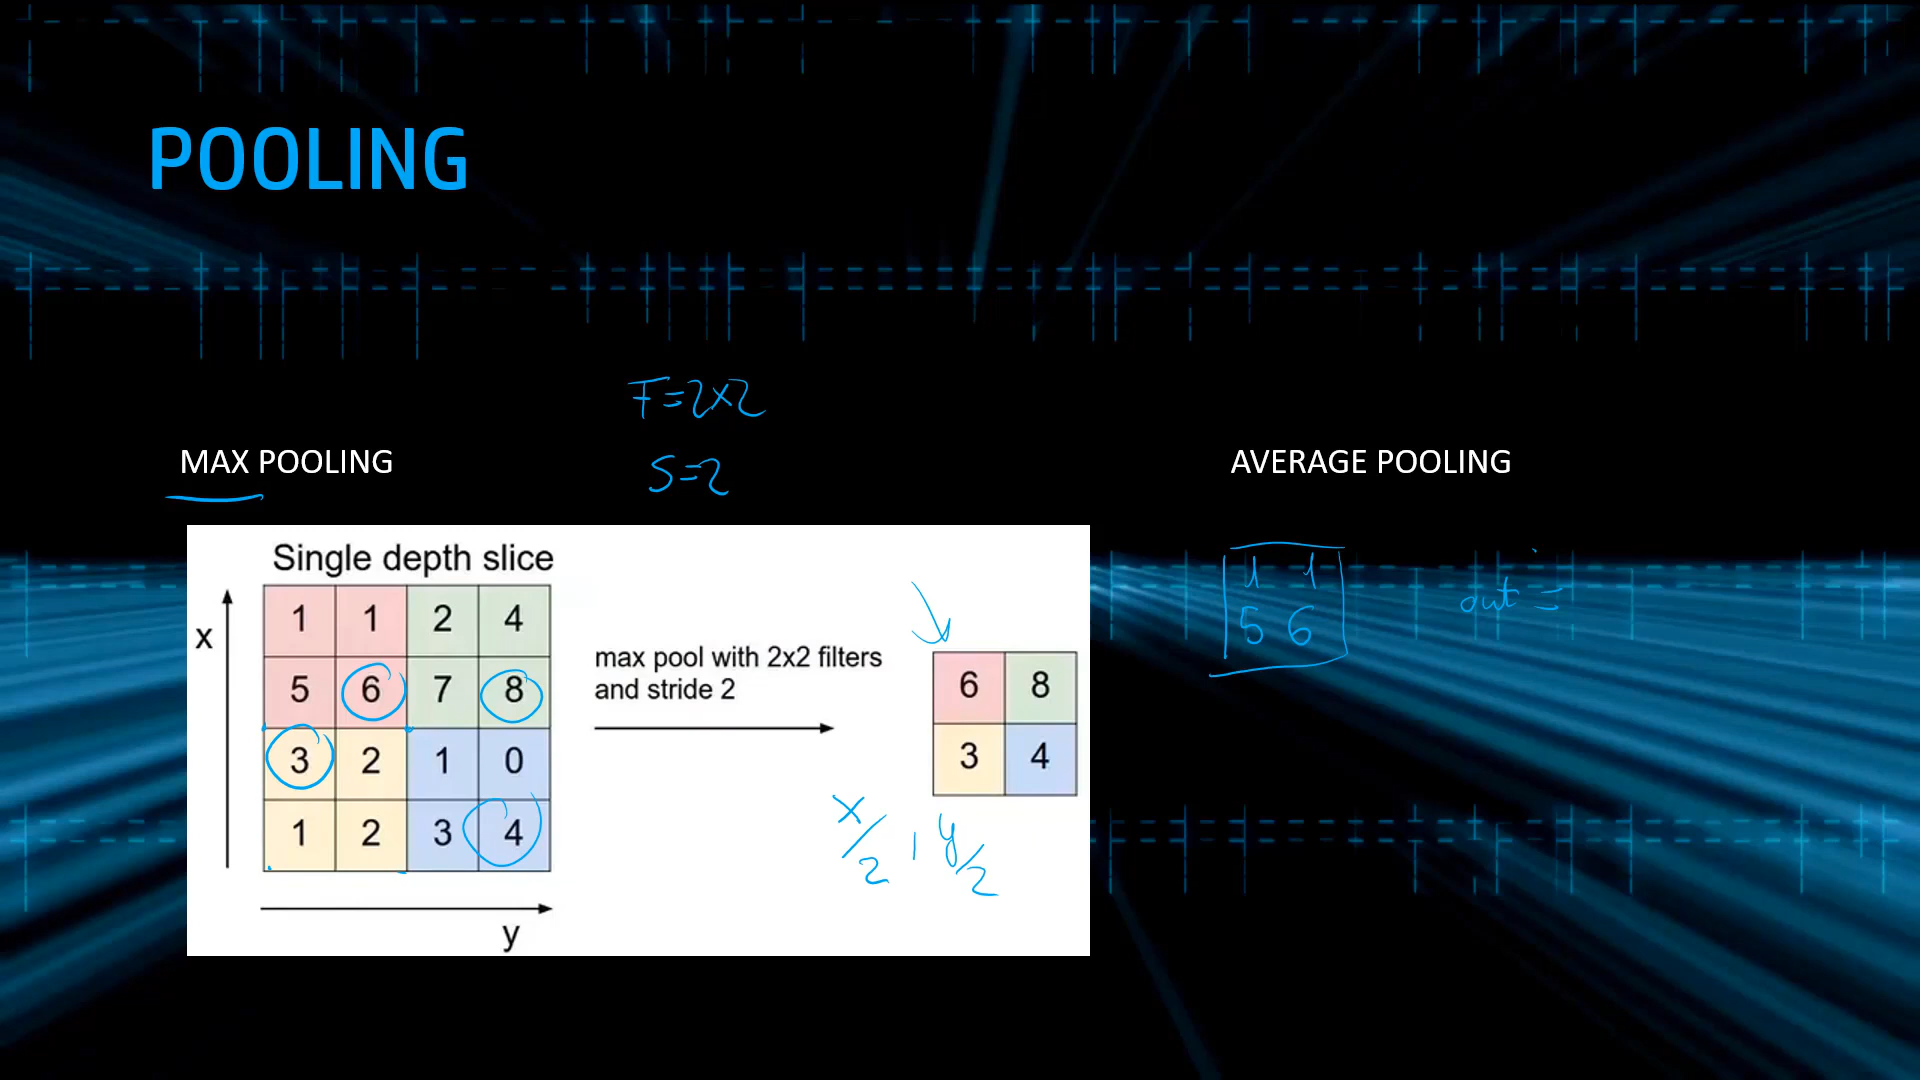 POOLING
F=2x2
S=2
MAX POOLING
AVERAGE POOLING
Single depth slice
x
1 1 2 4
5 6 7 8
3 2 1 0
1 2 3 4
y
max pool with 2x2 filters
and stride 2
6 8
3 4
x/2 , y/2
1 1
5 6
out =